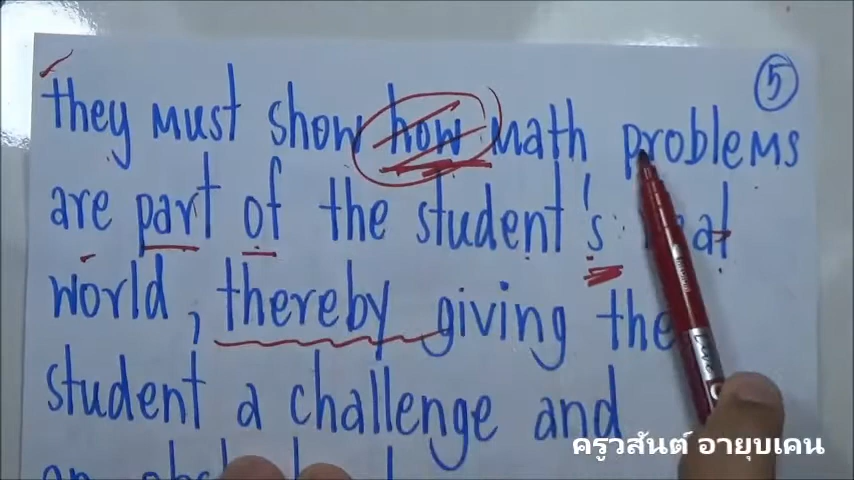 5
they must show how math problems
are part of the student's
world, thereby giving the
student a challenge and
ครูวสันต์ อายุบเคน